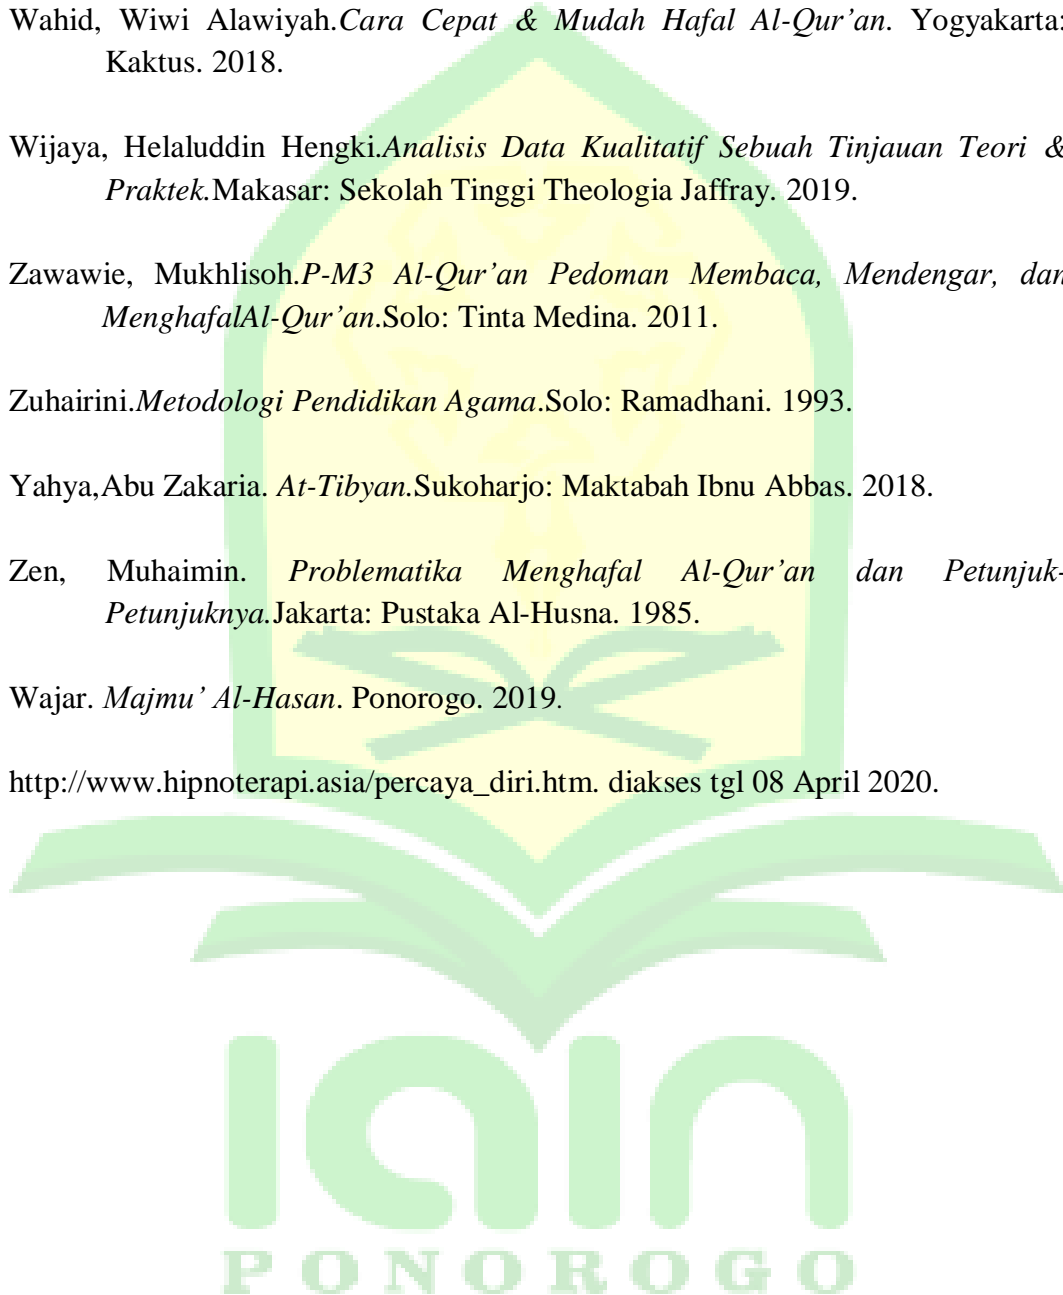 Wahid, Wiwi Alawiyah.Cara Cepat & Mudah Hafal Al-Qur’an. Yogyakarta:
Kaktus. 2018.
Wijaya, Helaluddin Hengki.Analisis Data Kualitatif Sebuah Tinjauan Teori &
Praktek.Makasar: Sekolah Tinggi Theologia Jaffray. 2019.
Zawawie, Mukhlisoh.P-M3 Al-Qur’an Pedoman Membaca, Mendengar, dan
MenghafalAl-Qur’an.Solo: Tinta Medina. 2011.
Zuhairini.Metodologi Pendidikan Agama.Solo: Ramadhani. 1993.
Yahya,Abu Zakaria. At-Tibyan.Sukoharjo: Maktabah Ibnu Abbas. 2018.
Zen, Muhaimin. Problematika Menghafal Al-Qur’an dan Petunjuk-
Petunjuknya.Jakarta: Pustaka Al-Husna. 1985.
Wajar. Majmu’ Al-Hasan. Ponorogo. 2019.
http://www.hipnoterapi.asia/percaya_diri.htm. diakses tgl 08 April 2020.
iain
PONOROGO